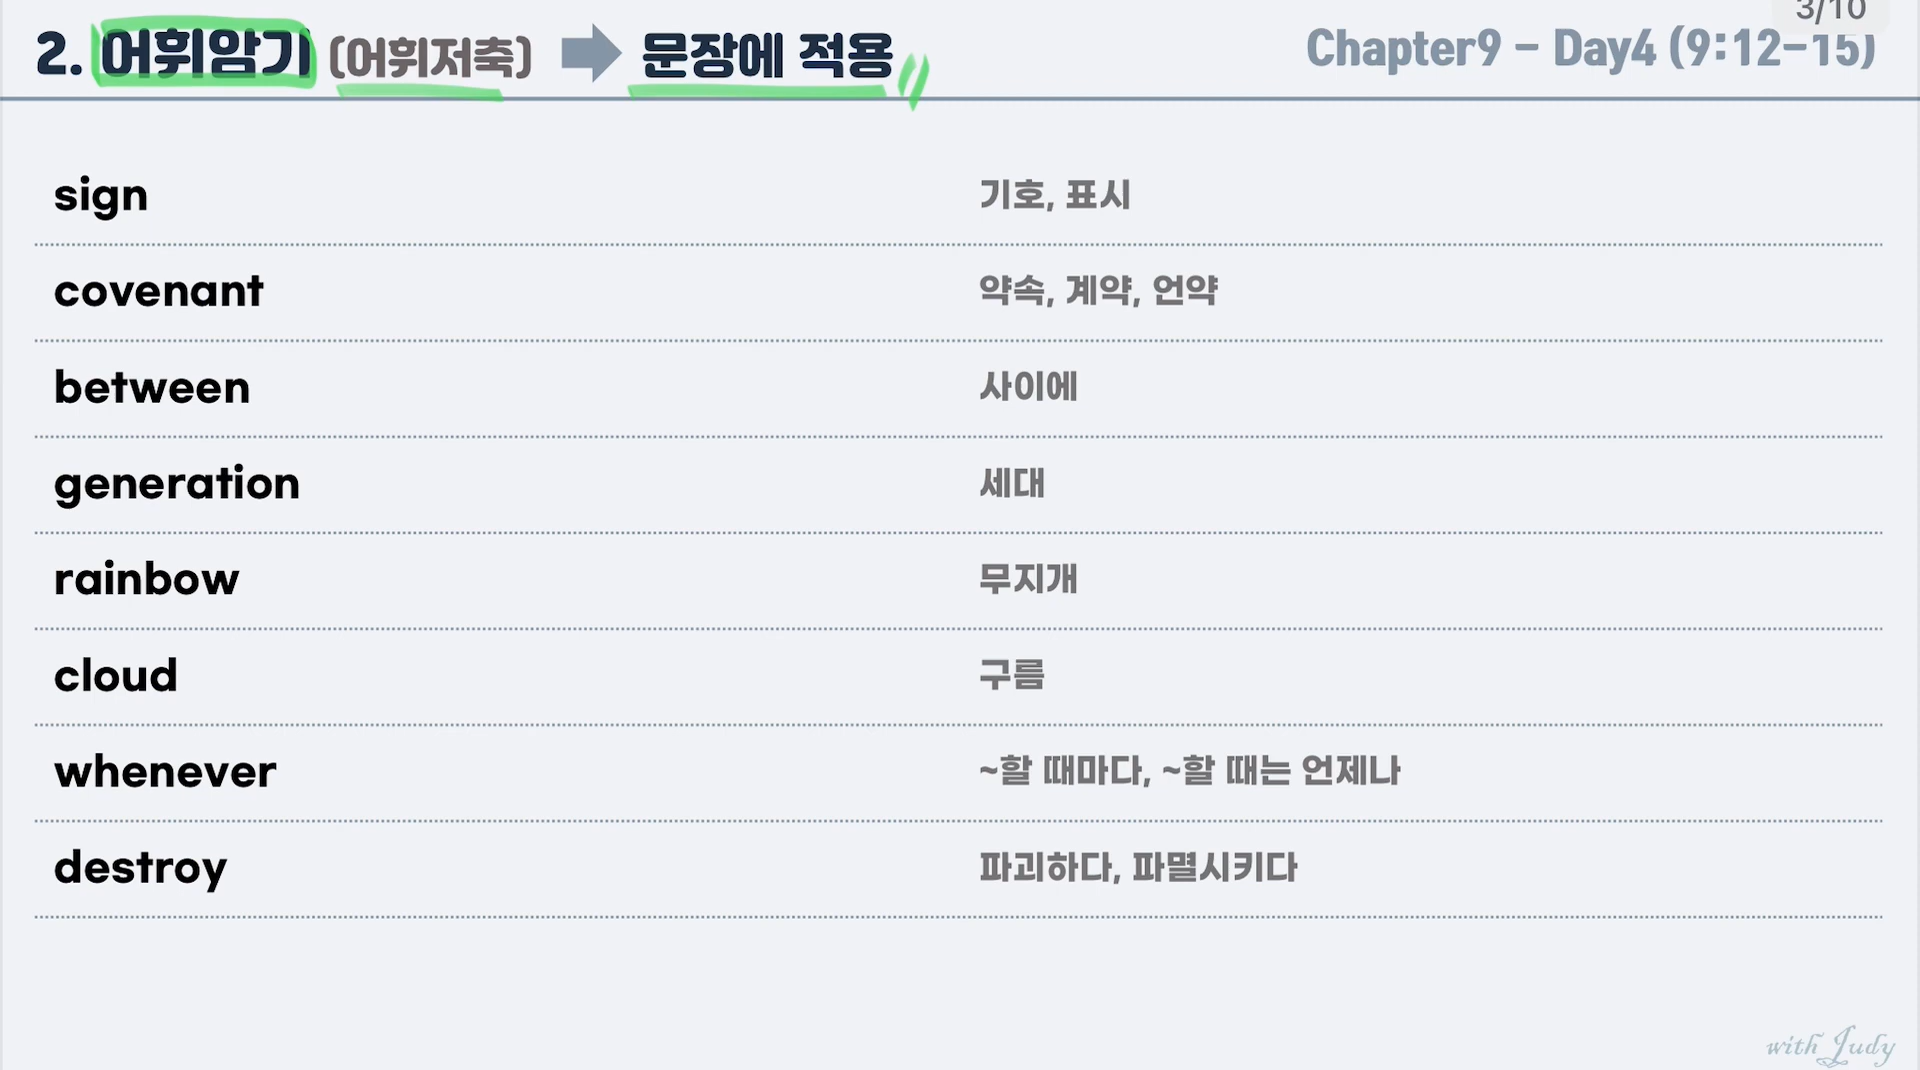 3/10
2. 어휘암기 (어휘저축) 문장에 적용 Chapter9 - Day4 (9:12-15)
sign 기호, 표시
covenant 약속, 계약, 언약
between 사이에
generation 세대
rainbow 무지개
cloud 구름
whenever ~할 때마다, ~할 때는 언제나
destroy 파괴하다, 파멸시키다
with Judy